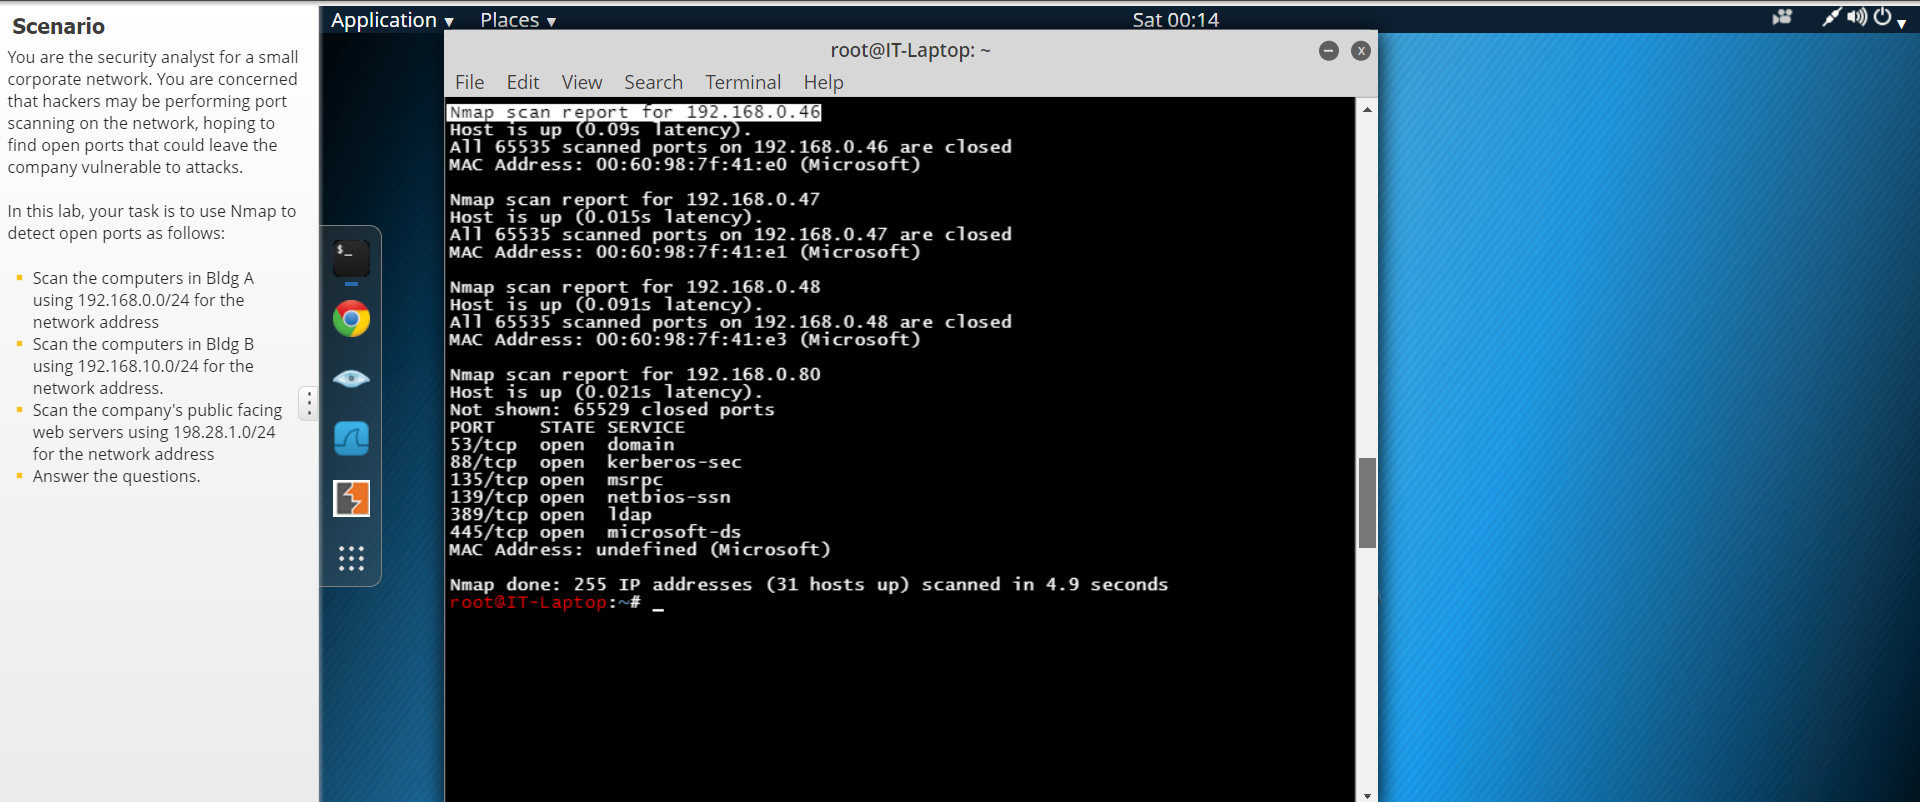 Scenario
You are the security analyst for a small
corporate network. You are concerned
that hackers may be performing port
scanning on the network, hoping to
find open ports that could leave the
company vulnerable to attacks.
In this lab, your task is to use Nmap to
detect open ports as follows:
Scan the computers in Bldg A
using 192.168.0.0/24 for the
network address
Scan the computers in Bldg B
using 192.168.10.0/24 for the
network address.
Scan the company's public facing
web servers using 198.28.1.0/24
for the network address
Answer the questions.
Application ▾ Places ▾ Sat 00:14
root@IT-Laptop: ~
File Edit View Search Terminal Help
Nmap scan report for 192.168.0.46
Host is up (0.09s latency).
All 65535 scanned ports on 192.168.0.46 are closed
MAC Address: 00:60:98:7f:41:e0 (Microsoft)
Nmap scan report for 192.168.0.47
Host is up (0.015s latency).
All 65535 scanned ports on 192.168.0.47 are closed
MAC Address: 00:60:98:7f:41:e1 (Microsoft)
Nmap scan report for 192.168.0.48
Host is up (0.091s latency).
All 65535 scanned ports on 192.168.0.48 are closed
MAC Address: 00:60:98:7f:41:e3 (Microsoft)
Nmap scan report for 192.168.0.80
Host is up (0.021s latency).
Not shown: 65529 closed ports
PORT STATE SERVICE
53/tcp open domain
88/tcp open kerberos-sec
135/tcp open msrpc
139/tcp open netbios-ssn
389/tcp open ldap
445/tcp open microsoft-ds
MAC Address: undefined (Microsoft)
Nmap done: 255 IP addresses (31 hosts up) scanned in 4.9 seconds
root@IT-Laptop:~# _
$_